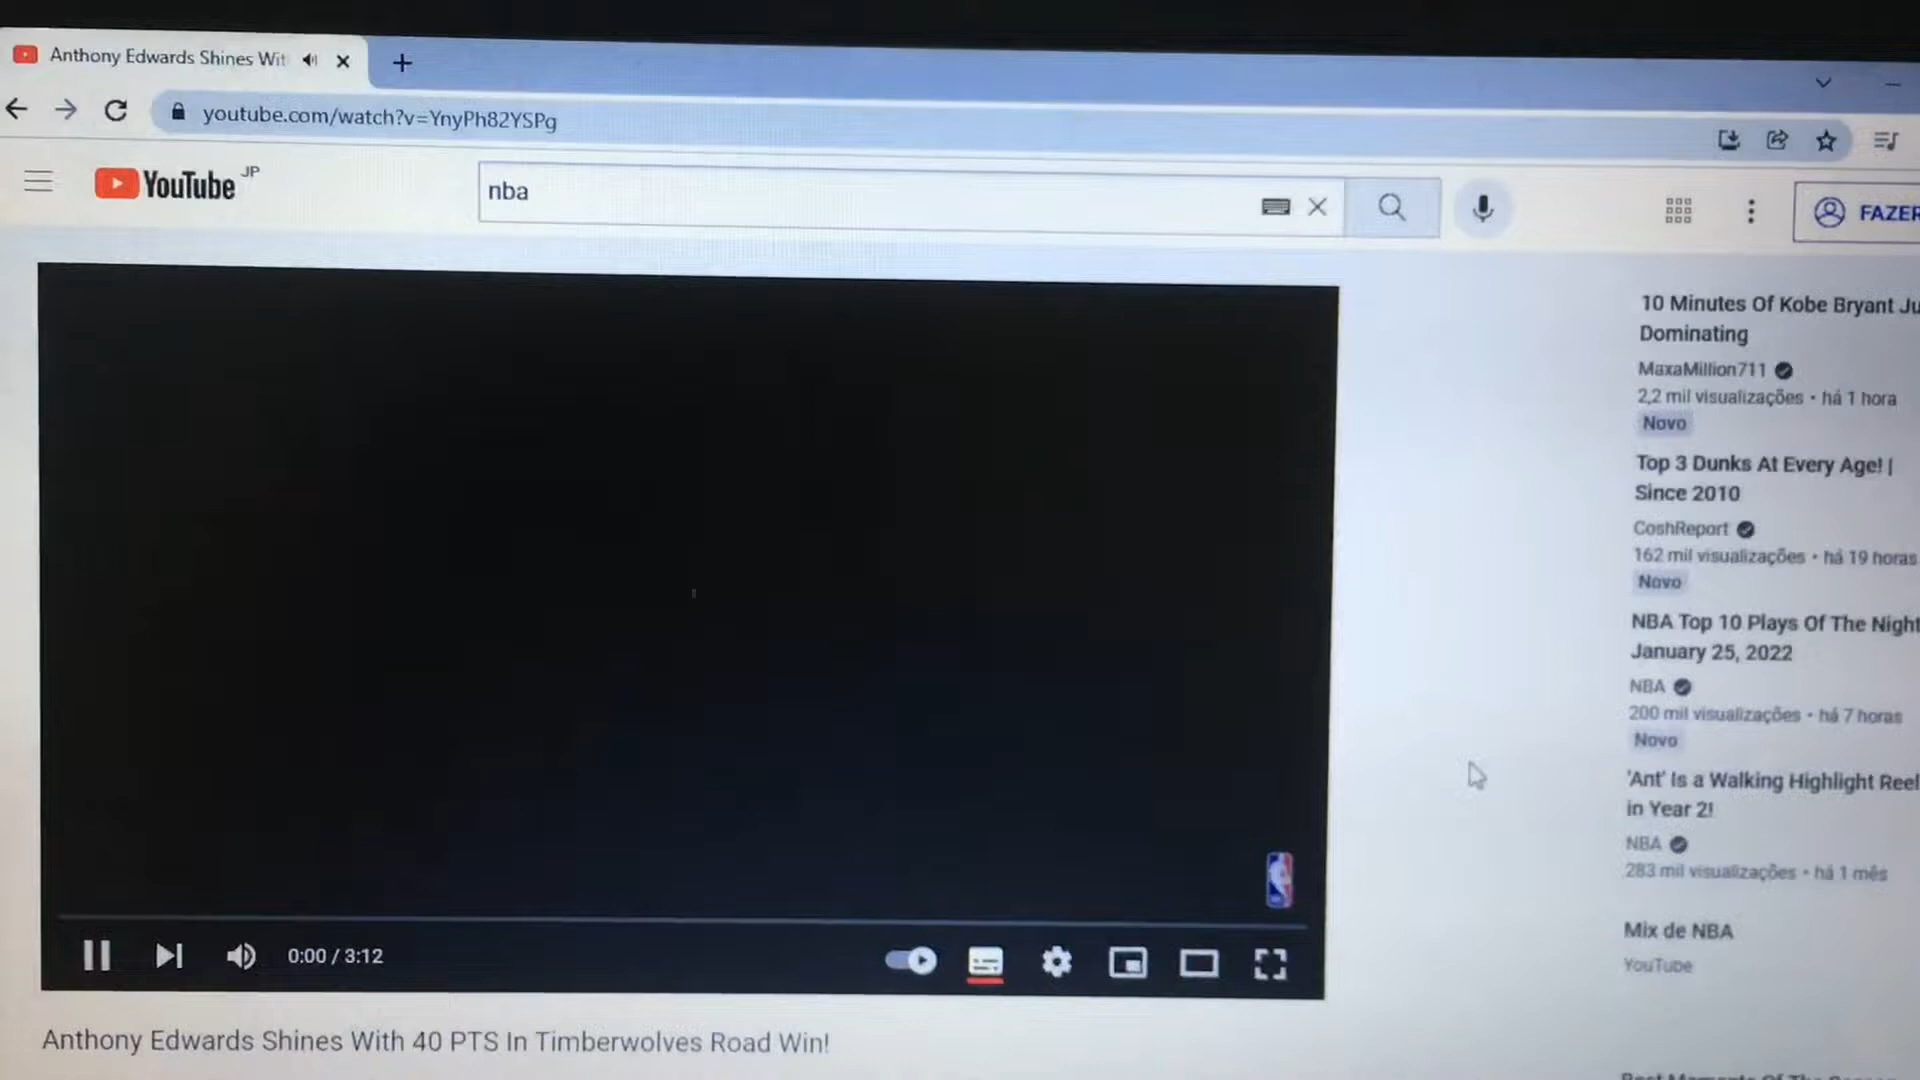 Anthony Edwards Shines Wit
youtube.com/watch?v=YnyPh82YSPg
YouTube JP
nba
FAZER
10 Minutes Of Kobe Bryant Ju
Dominating
MaxaMillion711
2,2 mil visualizações • há 1 hora
Novo
Top 3 Dunks At Every Age! |
Since 2010
CoshReport
162 mil visualizações • há 19 horas
Novo
NBA Top 10 Plays Of The Night
January 25, 2022
NBA
200 mil visualizações • há 7 horas
Novo
'Ant' Is a Walking Highlight Reel
in Year 2!
NBA
283 mil visualizações • há 1 mês
Mix de NBA
YouTube
0:00 / 3:12
Anthony Edwards Shines With 40 PTS In Timberwolves Road Win!